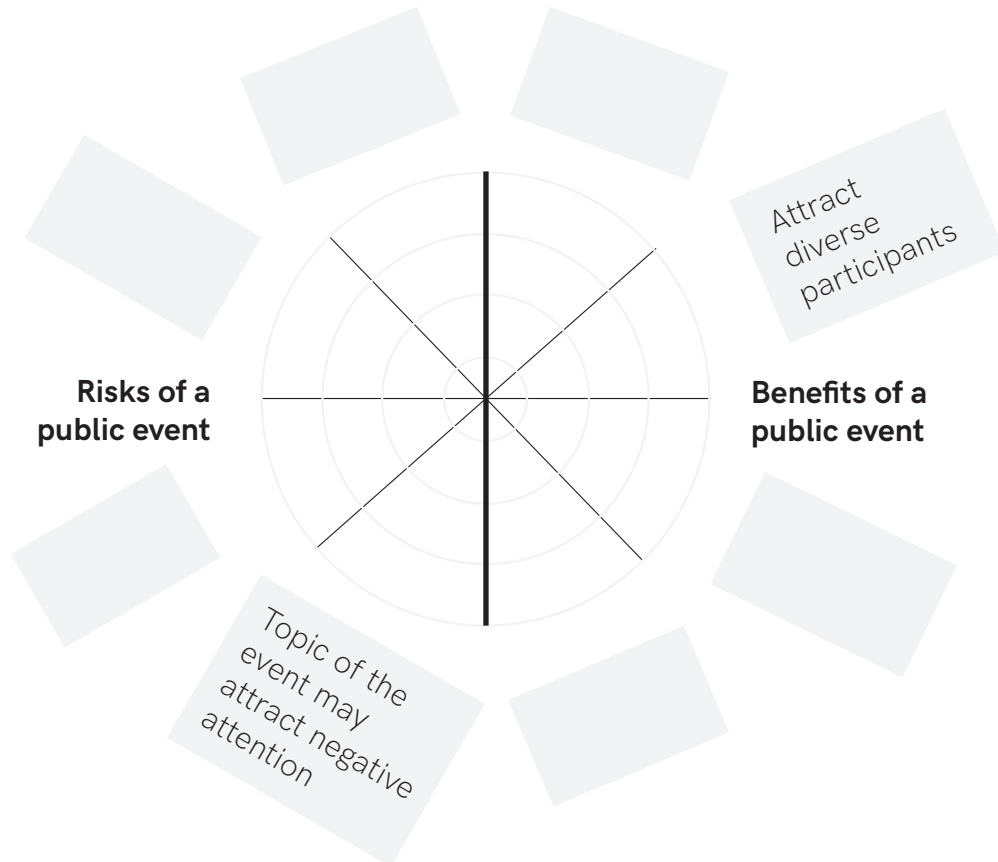 Attract
diverse
participants
Risks of a
public event
Benefits of a
public event
Topic of the
event may
attract negative
attention